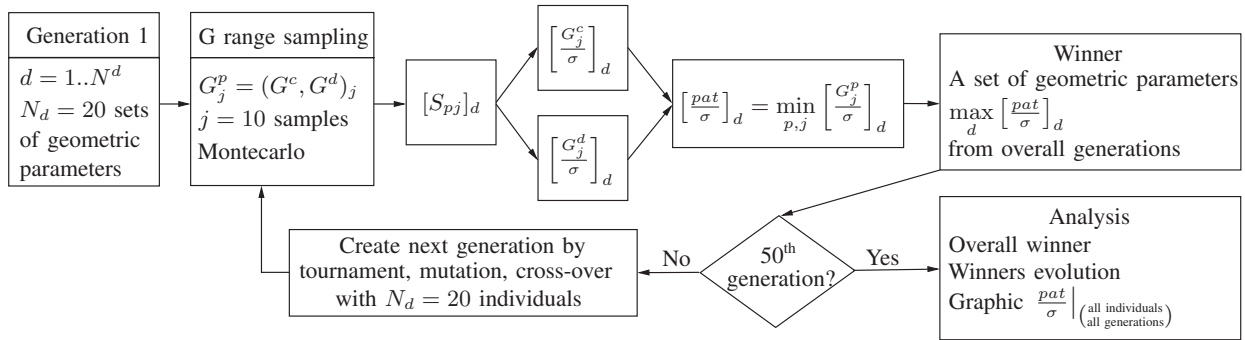 Generation 1
d = 1..N^d
N_d = 20 sets
of geometric
parameters
G range sampling
G_j^p = (G^c, G^d)_j
j = 10 samples
Montecarlo
[S_{pj}]_d
[G_j^c / σ]_d
[G_j^d / σ]_d
[pat / σ]_d = min_{p,j} [G_j^p / σ]_d
Winner
A set of geometric parameters
max_d [pat / σ]_d
from overall generations
50th
generation?
No
Yes
Create next generation by
tournament, mutation, cross-over
with N_d = 20 individuals
Analysis
Overall winner
Winners evolution
Graphic pat / σ |_(all individuals
all generations)